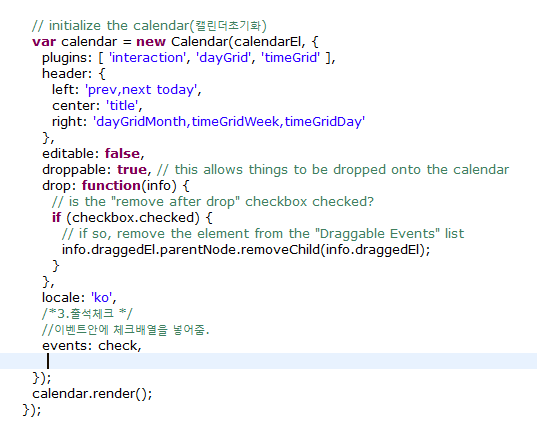 // initialize the calendar(캘린더초기화)
var calendar = new Calendar(calendarEl, {
plugins: [ 'interaction', 'dayGrid', 'timeGrid' ],
header: {
left: 'prev,next today',
center: 'title',
right: 'dayGridMonth,timeGridWeek,timeGridDay'
},
editable: false,
droppable: true, // this allows things to be dropped onto the calendar
drop: function(info) {
// is the "remove after drop" checkbox checked?
if (checkbox.checked) {
// if so, remove the element from the "Draggable Events" list
info.draggedEl.parentNode.removeChild(info.draggedEl);
}
},
locale: 'ko',
/*3.출석체크 */
//이벤트안에 체크배열을 넣어줌.
events: check,
});
calendar.render();
});